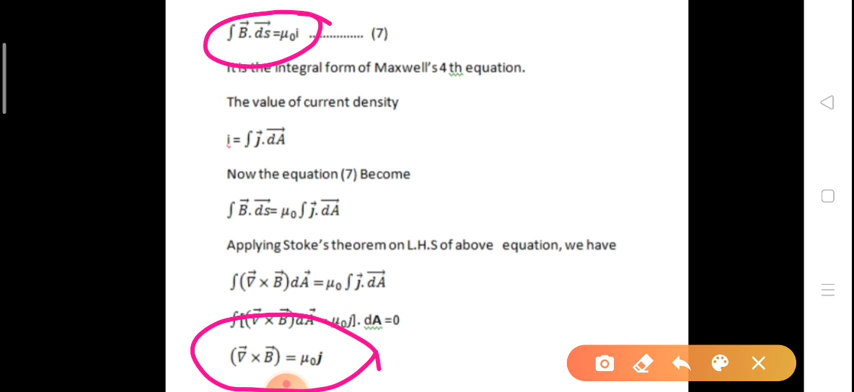 ∫ B⃗. ds⃗ =μ₀i .............. (7)
It is the integral form of Maxwell's 4 th equation.
The value of current density
i = ∫ j⃗. dA⃗
Now the equation (7) Become
∫ B⃗. ds⃗= μ₀ ∫ j⃗. dA⃗
Applying Stoke's theorem on L.H.S of above equation, we have
∫(∇⃗ × B⃗)dA⃗ = μ₀ ∫ j⃗. dA⃗
∫[(∇⃗ × B⃗)dA⃗ - μ₀j]. dA =0
(∇⃗ × B⃗) = μ₀j